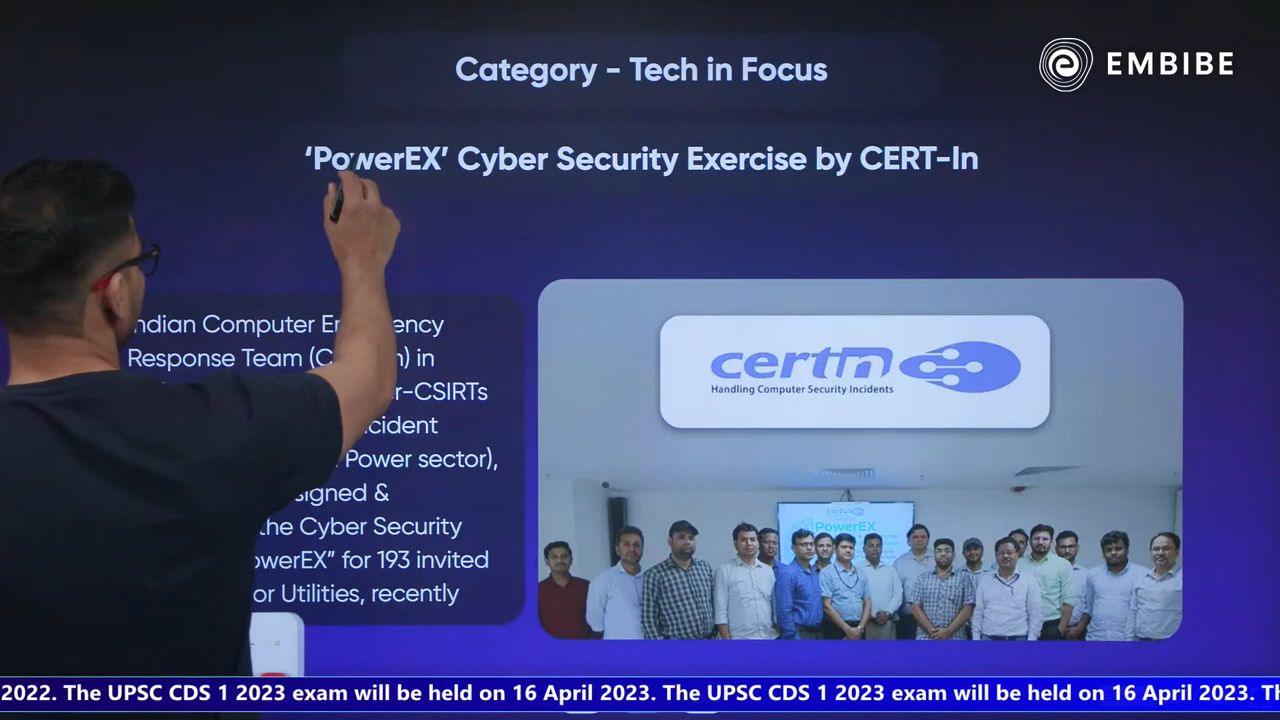 Category - Tech in Focus
EMBIBE
'PowerEX' Cyber Security Exercise by CERT-In
ndian Computer
ency
Response Team
in
r-CSIRTs
cident
Power sector),
signed &
the Cyber Security
owerEX" for 193 invited
or Utilities, recently
certin
Handling Computer Security Incidents
PowerEX
2022. The UPSC CDS 1 2023 exam will be held on 16 April 2023. The UPSC CDS 1 2023 exam will be held on 16 April 2023. Th